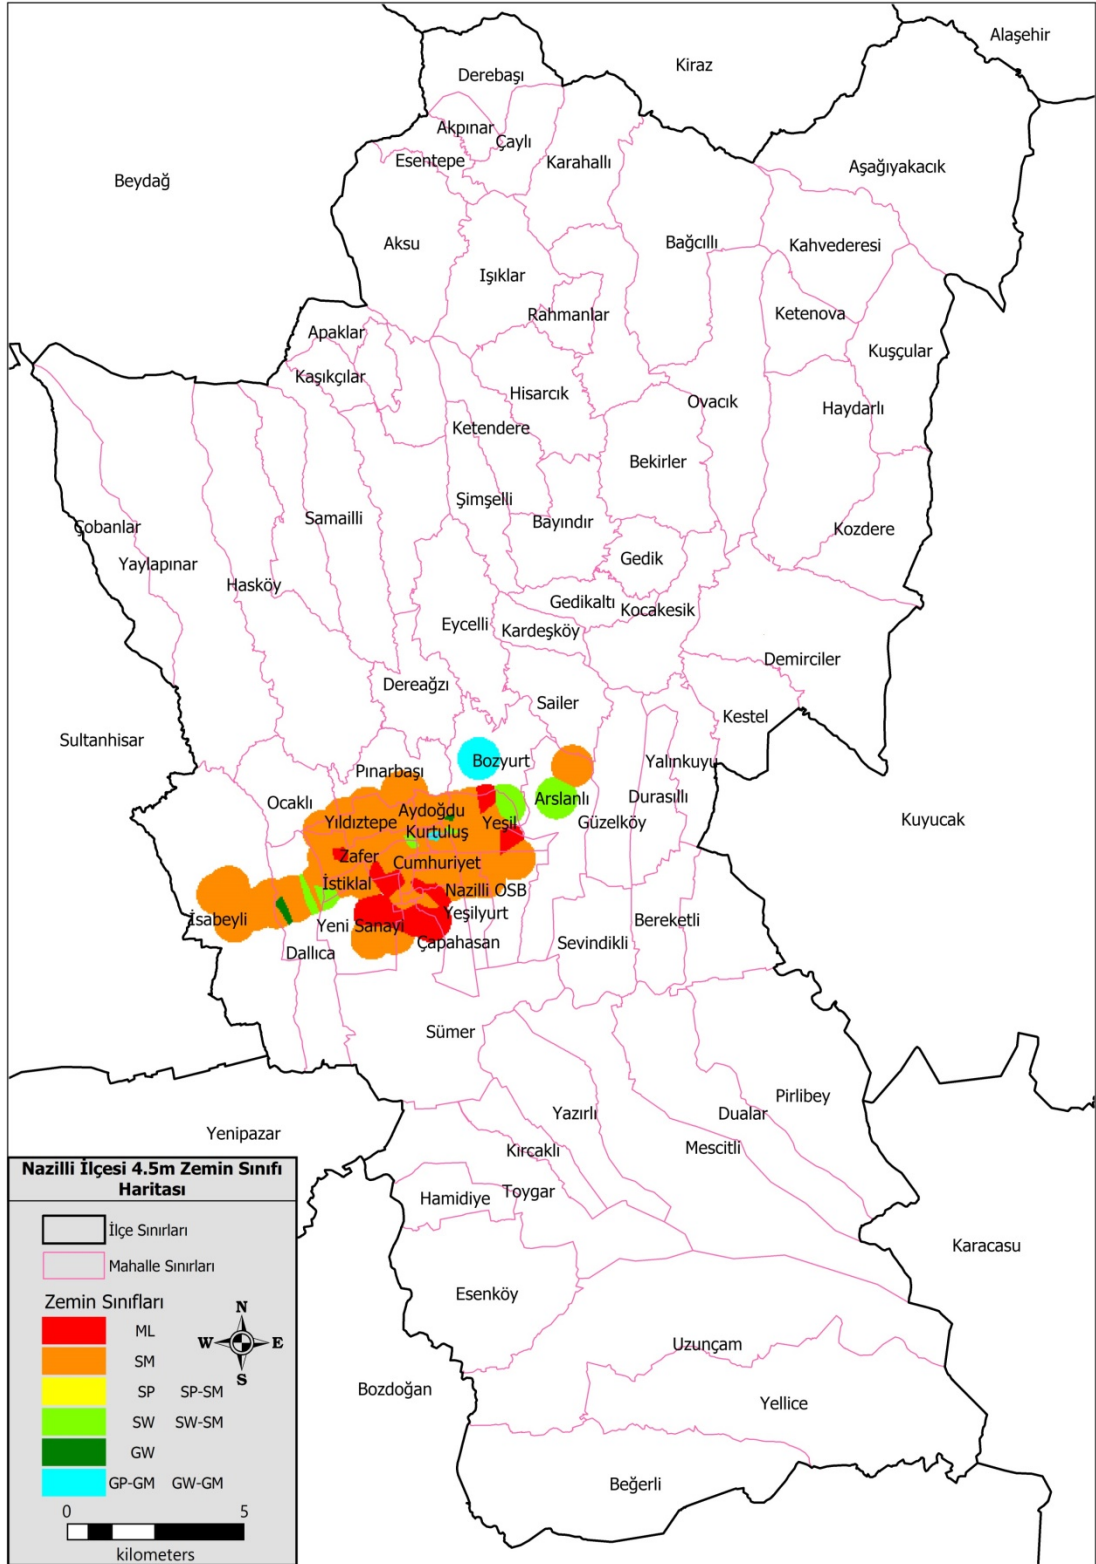 Alaşehir
Kiraz
Derebaşı
Akpınar
Çaylı
Esentepe
Karahallı
Aşağıyakacık
Beydağ
Aksu
Bağcıllı
Kahvederesi
Işıklar
Rahmanlar
Ketenova
Apaklar
Kuşçular
Kaşıkçılar
Hisarcık
Ovacık
Haydarlı
Ketendere
Bekirler
Şimşelli
Samailli
Bayındır
Çobanlar
Kozdere
Yaylapınar
Gedik
Hasköy
Gedikaltı
Kocakesik
Eycelli
Kardeşköy
Demirciler
Dereağzı
Sailer
Kestel
Sultanhisar
Bozyurt
Yalınkuyu
Pınarbaşı
Ocaklı
Arslanlı
Durasıllı
Aydoğdu
Yıldıztepe
Yeşil
Güzelköy
Kuyucak
Kurtuluş
Zafer
Cumhuriyet
İstiklal
Nazilli OSB
İsabeyli
Yeni Sanayi
Yeşilyurt
Bereketli
Çapahasan
Sevindikli
Dallıca
Sümer
Pirlibey
Yazırlı
Dualar
Yenipazar
Mescitli
Kırcaklı
Hamidiye
Toygar
Karacasu
Esenköy
Uzunçam
Bozdoğan
Yellice
Beğerli
Nazilli İlçesi 4.5m Zemin Sınıfı
Haritası
İlçe Sınırları
Mahalle Sınırları
Zemin Sınıfları
N
W E
S
ML
SM
SP SP-SM
SW SW-SM
GW
GP-GM GW-GM
0 5
kilometers